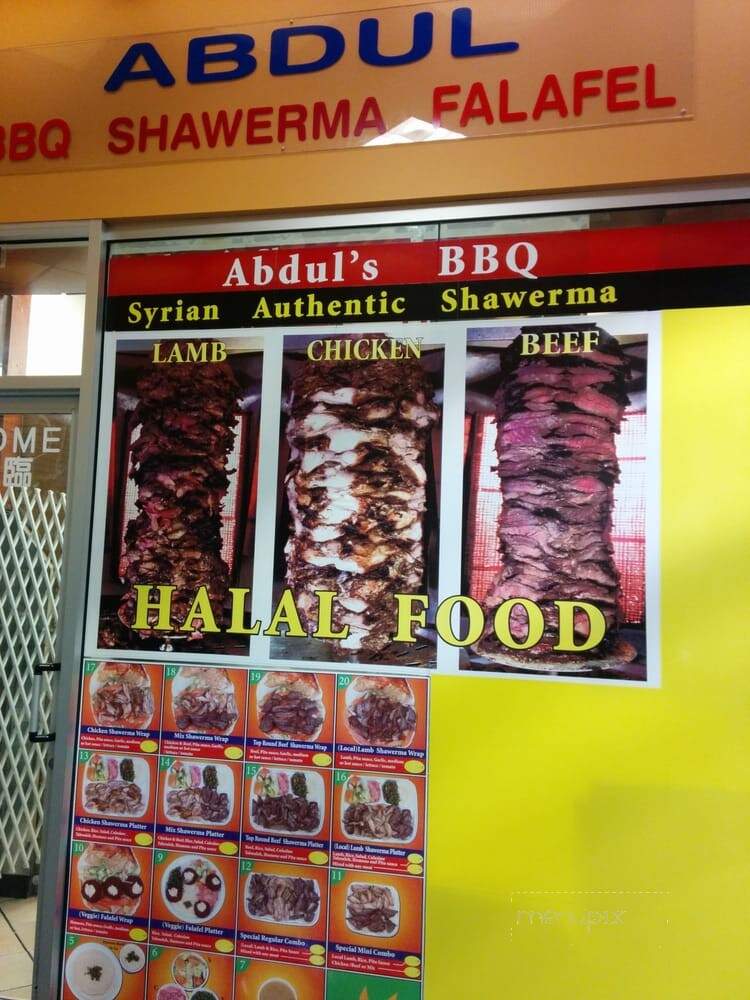 ABDUL
BBQ SHAWERMA FALAFEL
Abdul's BBQ
Syrian Authentic Shawerma
LAMB CHICKEN BEEF
OME
臨
HALAL FOOD
17 18 19 20
Chicken Shawerma Wrap
Mix Shawerma Wrap
Top Round Beef Shawerma Wrap
(Local)Lamb Shawerma Wrap
13 14 15 16
Chicken Shawerma Platter
Mix Shawerma Platter
Top Round Beef Shawerma Platter
(Local) Lamb Shawerma Platter
10 9 12 11
(Veggie) Falafel Wrap
(Veggie) Falafel Platter
Special Regular Combo
Special Mini Combo
5 6 7
menupix